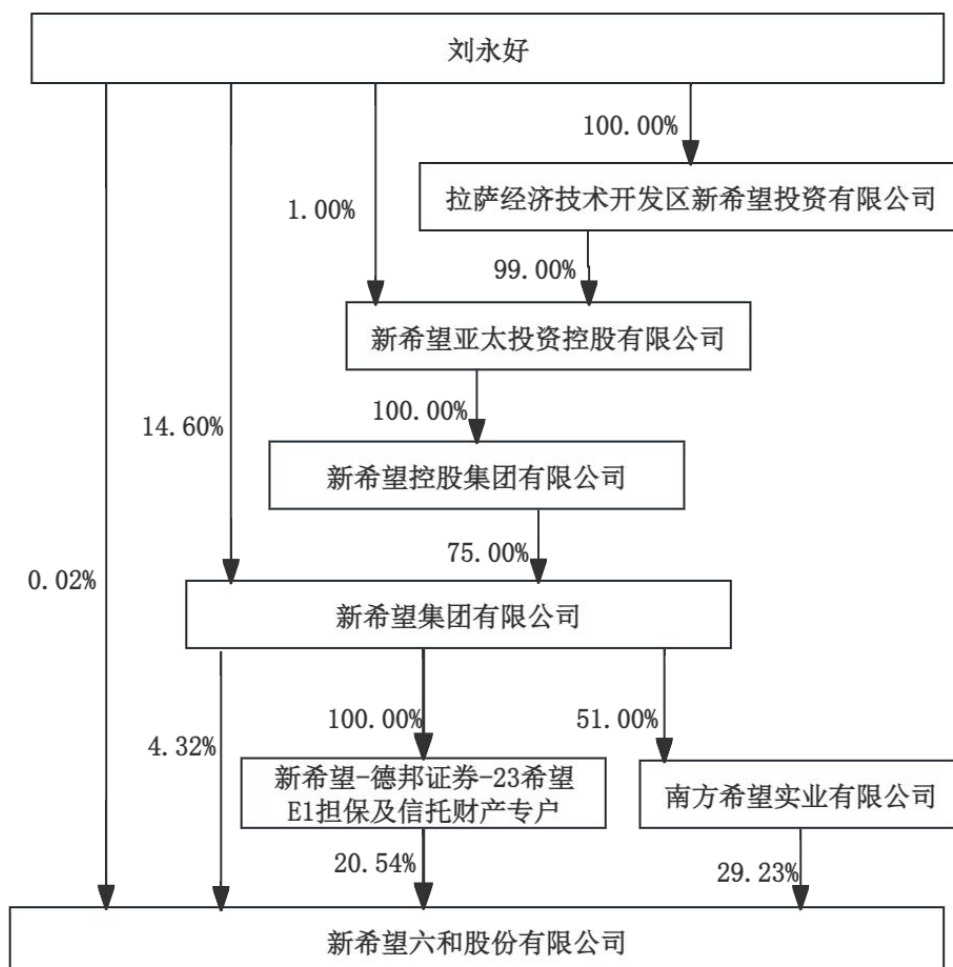 刘永好
100.00%
拉萨经济技术开发区新希望投资有限公司
1.00%
99.00%
新希望亚太投资控股有限公司
100.00%
14.60%
新希望控股集团有限公司
75.00%
0.02%
新希望集团有限公司
100.00%
51.00%
4.32%
新希望-德邦证券-23希望
E1担保及信托财产专户
南方希望实业有限公司
20.54%
29.23%
新希望六和股份有限公司